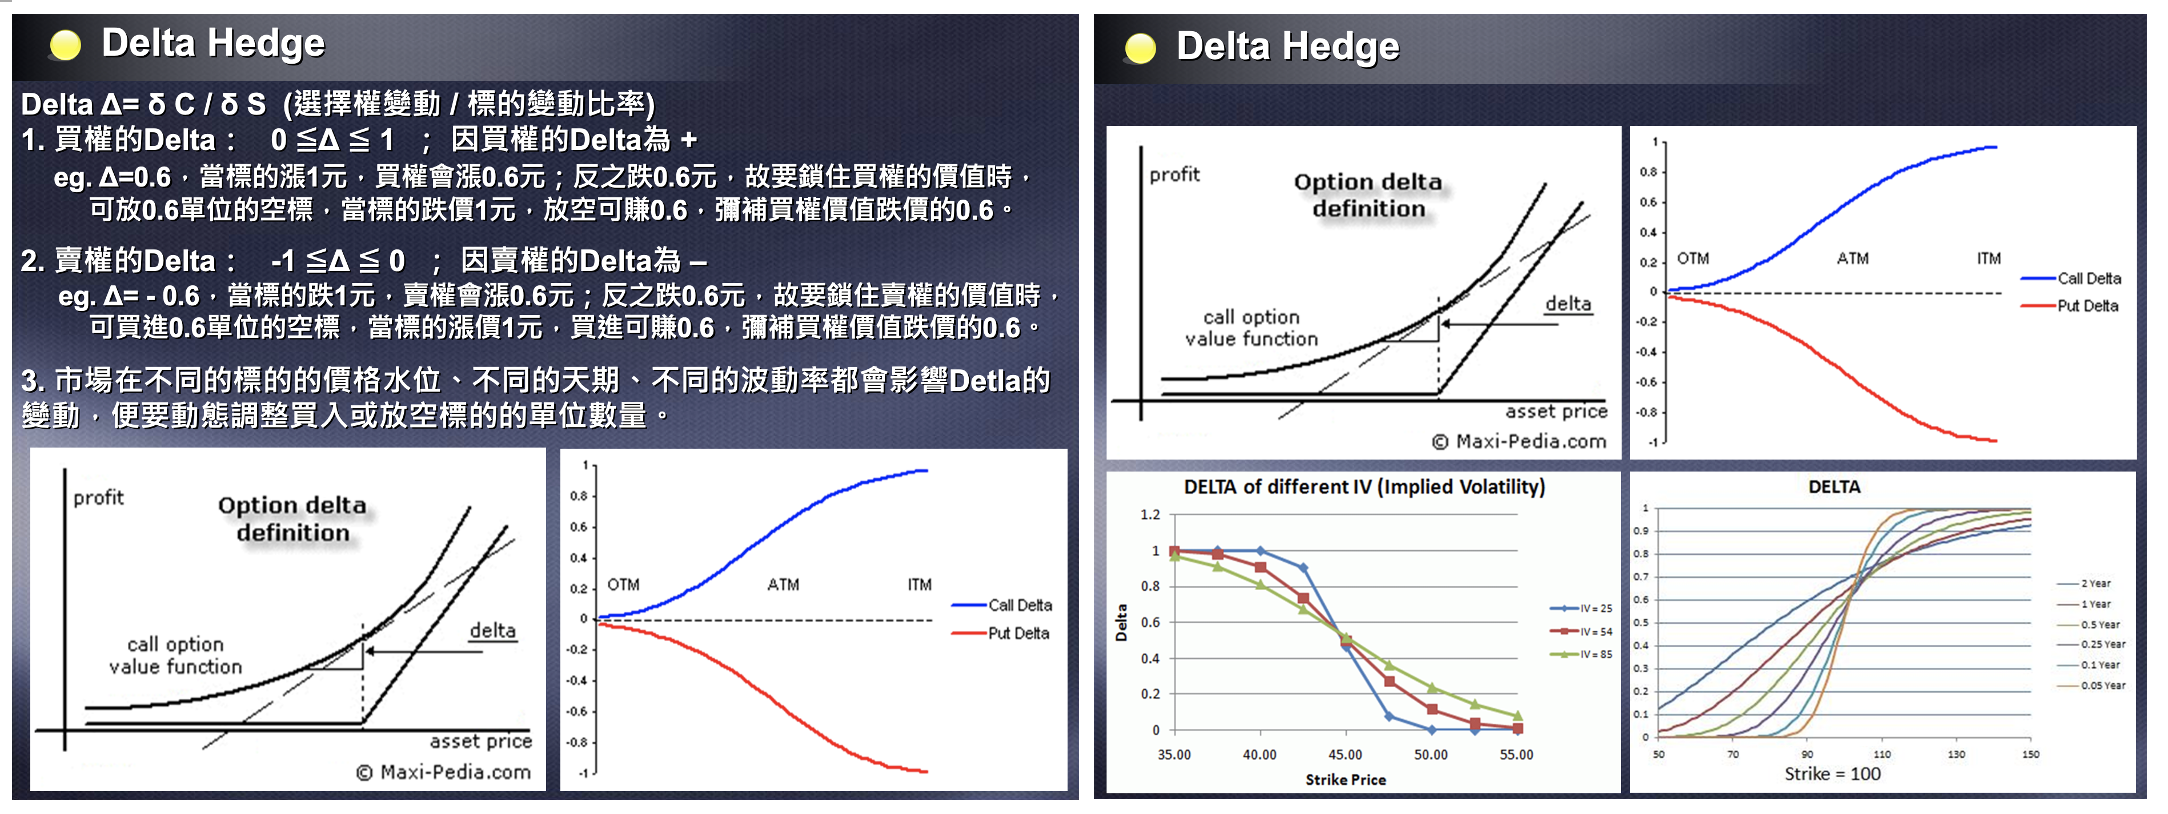 Delta Hedge
Delta Δ= δ C / δ S (選擇權變動 / 標的變動比率)
1. 買權的Delta： 0 ≦Δ ≦ 1 ； 因買權的Delta為 +
eg. Δ=0.6，當標的漲1元，買權會漲0.6元；反之跌0.6元，故要鎖住買權的價值時，
可放0.6單位的空標，當標的跌價1元，放空可賺0.6，彌補買權價值跌價的0.6。
2. 賣權的Delta： -1 ≦Δ ≦ 0 ； 因賣權的Delta為 –
eg. Δ= - 0.6，當標的跌1元，賣權會漲0.6元；反之跌0.6元，故要鎖住賣權的價值時，
可買進0.6單位的空標，當標的漲價1元，買進可賺0.6，彌補買權價值跌價的0.6。
3. 市場在不同的標的的價格水位、不同的天期、不同的波動率都會影響Detla的
變動，便要動態調整買入或放空標的的單位數量。
profit
Option delta
definition
call option
value function
delta
asset price
© Maxi-Pedia.com
1
0.8
0.6
0.4
0.2
0
-0.2
-0.4
-0.6
-0.8
-1
OTM
ATM
ITM
Call Delta
Put Delta
Delta Hedge
profit
Option delta
definition
call option
value function
delta
asset price
© Maxi-Pedia.com
1
0.8
0.6
0.4
0.2
0
-0.2
-0.4
-0.6
-0.8
-1
OTM
ATM
ITM
Call Delta
Put Delta
DELTA of different IV (Implied Volatility)
1.2
1
0.8
0.6
0.4
0.2
0
Delta
35.00
40.00
45.00
50.00
55.00
Strike Price
IV = 25
IV = 54
IV = 85
DELTA
1
0.9
0.8
0.7
0.6
0.5
0.4
0.3
0.2
0.1
0
50
70
90
110
130
150
Strike = 100
2 Year
1 Year
0.5 Year
0.25 Year
0.1 Year
0.05 Year